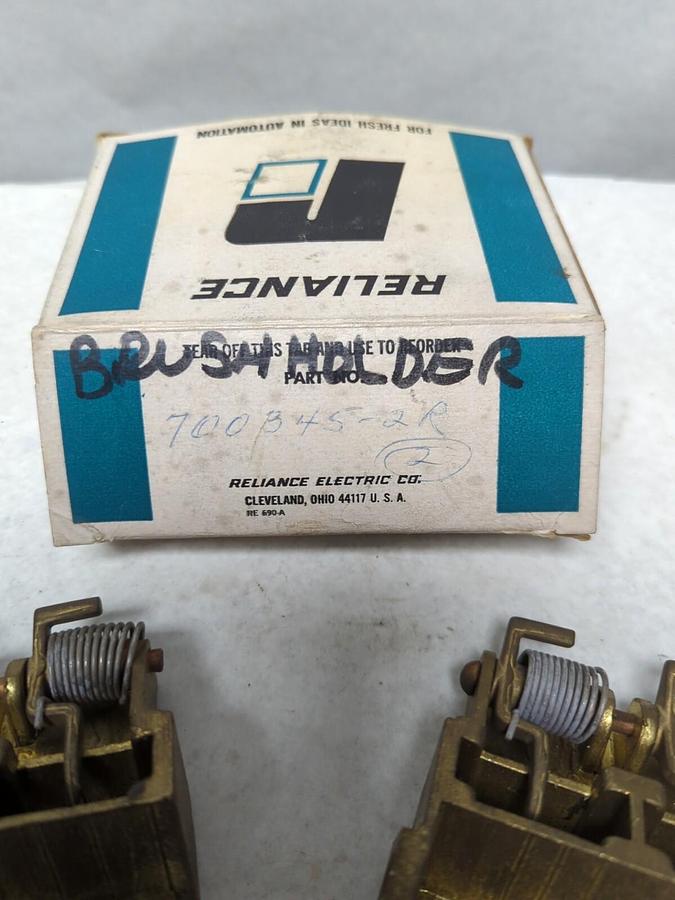 FOR FRESH IDEAS IN AUTOMATION
RELIANCE
BRUSH HOLDER
TEAR OFF THIS TAB AND USE TO REORDER
PART NO.
700B45-2R
2
RELIANCE ELECTRIC CO.
CLEVELAND, OHIO 44117 U. S. A.
RE 690-A